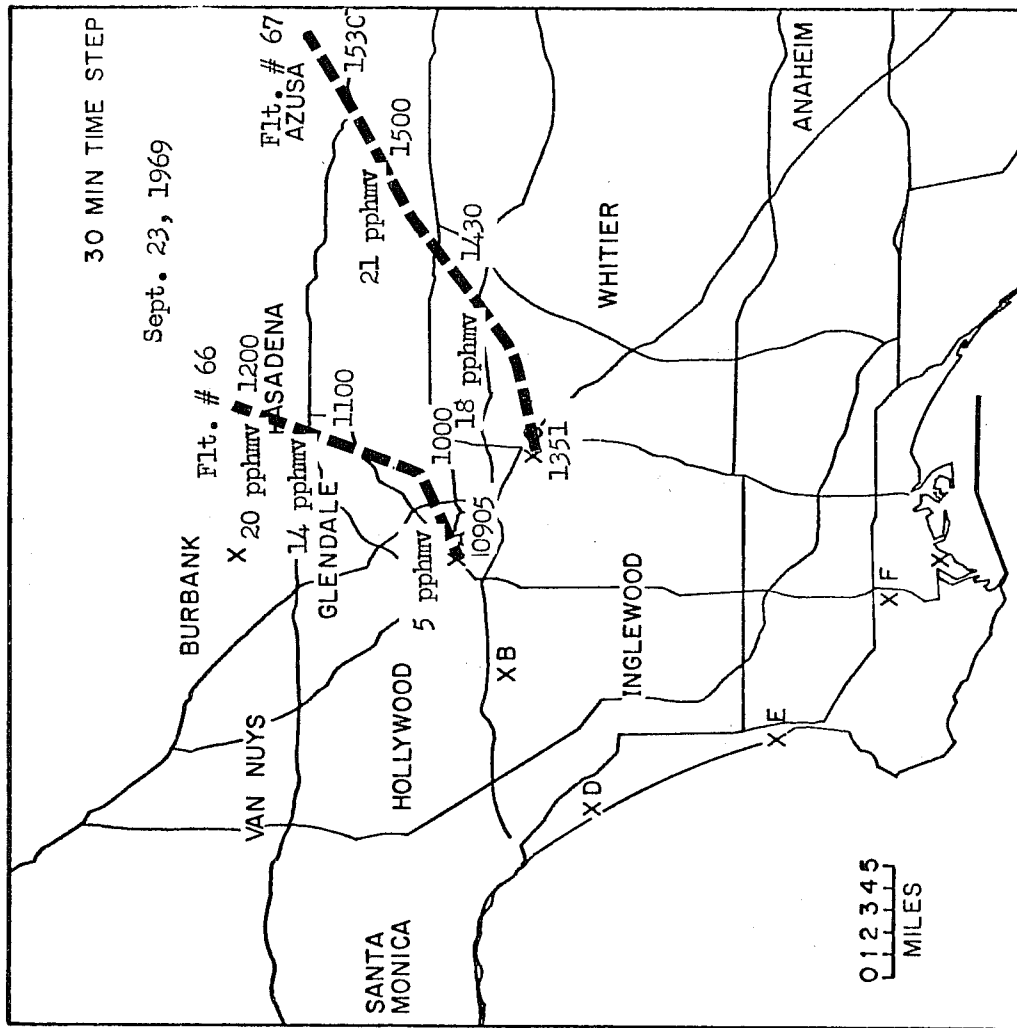 30 MIN TIME STEP
Sept. 23, 1969
Flt. # 67
AZUSA
1530
1500
21 pphmv
1430
18 pphmv
1351
Flt. # 66
1200
PASADENA
20 pphmv
X
14 pphmv
1100
GLENDALE
1000
5 pphmv
0905
X
X
BURBANK
VAN NUYS
HOLLYWOOD
SANTA
MONICA
XB
INGLEWOOD
WHITIER
ANAHEIM
XD
XE
XF
X
0 1 2 3 4 5
MILES